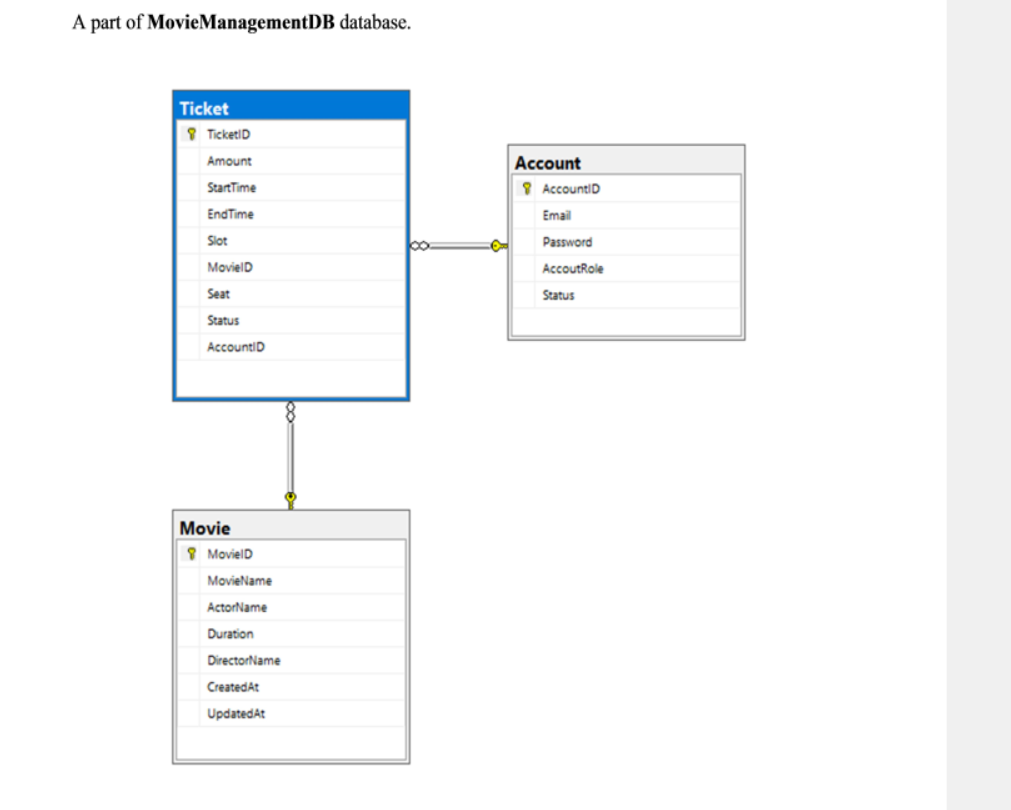 A part of MovieManagementDB database.
Ticket
TicketID
Amount
StartTime
EndTime
Slot
MovieID
Seat
Status
AccountID
Account
AccountID
Email
Password
AccoutRole
Status
Movie
MovieID
MovieName
ActorName
Duration
DirectorName
CreatedAt
UpdatedAt